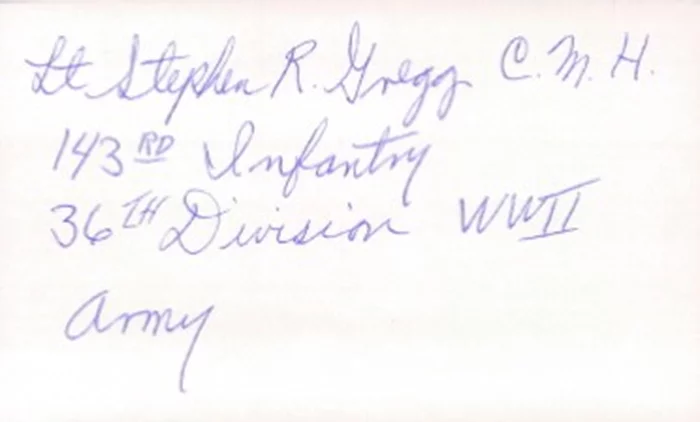 Lt Stephen R. Gregg C.M.H.
143RD Infantry
36TH Division WWII
Army